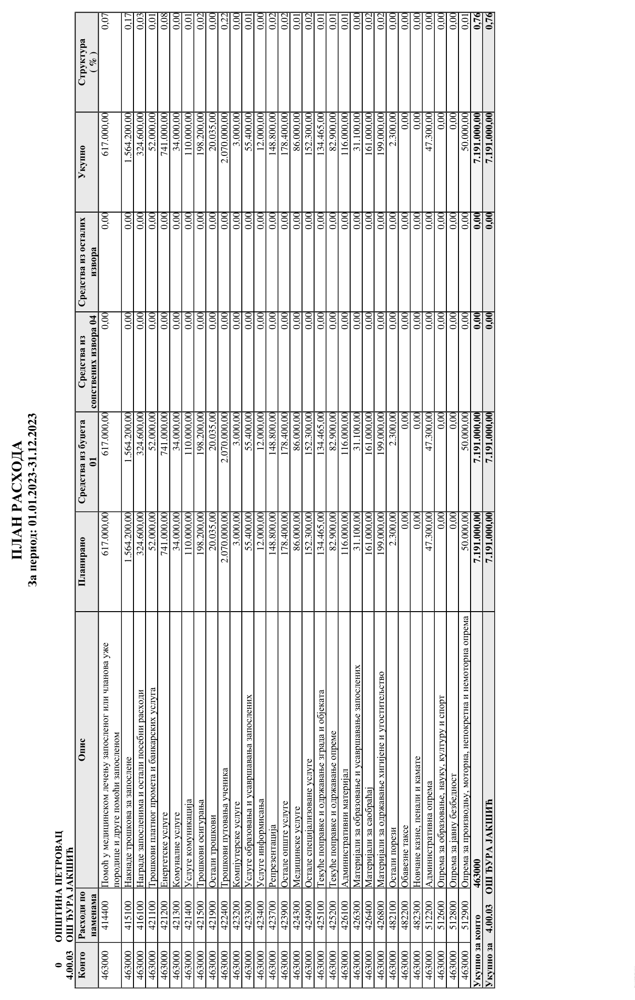 ПЛАН РАСХОДА
За период: 01.01.2023-31.12.2023
0 ОПШТИНА ПЕТРОВАЦ
4.00.03 ОШ ЂУРА ЈАКШИЋ
Конто Расходи по наменама Опис Планирано Средства из буџета 01 Средства из сопствених извора 04 Средства из осталих извора Укупно Структура ( % )
463000 414400 Помоћ у медицинском лечењу запосленог или чланова уже 617.000,00 617.000,00 0,00 0,00 617.000,00 0,07
породице и друге помоћи запосленом
463000 415100 Накнаде трошкова за запослене 1.564.200,00 1.564.200,00 0,00 0,00 1.564.200,00 0,17
463000 416100 Награде запосленима и остали посебни расходи 324.600,00 324.600,00 0,00 0,00 324.600,00 0,03
463000 421100 Трошкови платног промета и банкарских услуга 52.000,00 52.000,00 0,00 0,00 52.000,00 0,01
463000 421200 Енергетске услуге 741.000,00 741.000,00 0,00 0,00 741.000,00 0,08
463000 421300 Комуналне услуге 34.000,00 34.000,00 0,00 0,00 34.000,00 0,00
463000 421400 Услуге комуникација 110.000,00 110.000,00 0,00 0,00 110.000,00 0,01
463000 421500 Трошкови осигурања 198.200,00 198.200,00 0,00 0,00 198.200,00 0,02
463000 421900 Остали трошкови 20.035,00 20.035,00 0,00 0,00 20.035,00 0,00
463000 422400 Трошкови путовања ученика 2.070.000,00 2.070.000,00 0,00 0,00 2.070.000,00 0,22
463000 423200 Компјутерске услуге 3.000,00 3.000,00 0,00 0,00 3.000,00 0,00
463000 423300 Услуге образовања и усавршавања запослених 55.400,00 55.400,00 0,00 0,00 55.400,00 0,01
463000 423400 Услуге информисања 12.000,00 12.000,00 0,00 0,00 12.000,00 0,00
463000 423700 Репрезентација 148.800,00 148.800,00 0,00 0,00 148.800,00 0,02
463000 423900 Остале опште услуге 178.400,00 178.400,00 0,00 0,00 178.400,00 0,02
463000 424300 Медицинске услуге 86.000,00 86.000,00 0,00 0,00 86.000,00 0,01
463000 424900 Остале специјализоване услуге 152.300,00 152.300,00 0,00 0,00 152.300,00 0,02
463000 425100 Текуће поправке и одржавање зграда и објеката 134.465,00 134.465,00 0,00 0,00 134.465,00 0,01
463000 425200 Текуће поправке и одржавање опреме 82.900,00 82.900,00 0,00 0,00 82.900,00 0,01
463000 426100 Административни материјал 116.000,00 116.000,00 0,00 0,00 116.000,00 0,01
463000 426300 Материјали за образовање и усавршавање запослених 31.100,00 31.100,00 0,00 0,00 31.100,00 0,00
463000 426400 Материјали за саобраћај 161.000,00 161.000,00 0,00 0,00 161.000,00 0,02
463000 426800 Материјали за одржавање хигијене и угоститељство 199.000,00 199.000,00 0,00 0,00 199.000,00 0,02
463000 482100 Остали порези 2.300,00 2.300,00 0,00 0,00 2.300,00 0,00
463000 482200 Обавезне таксе 0,00 0,00 0,00 0,00 0,00 0,00
463000 482300 Новчане казне, пенали и камате 0,00 0,00 0,00 0,00 0,00 0,00
463000 512200 Административна опрема 47.300,00 47.300,00 0,00 0,00 47.300,00 0,00
463000 512600 Опрема за образовање, науку, културу и спорт 0,00 0,00 0,00 0,00 0,00 0,00
463000 512800 Опрема за јавну безбедност 0,00 0,00 0,00 0,00 0,00 0,00
463000 512900 Опрема за производњу, моторна, непокретна и немоторна опрема 50.000,00 50.000,00 0,00 0,00 50.000,00 0,01
Укупно за конто 463000 7.191.000,00 7.191.000,00 0,00 0,00 7.191.000,00 0,76
Укупно за 4.00.03 ОШ ЂУРА ЈАКШИЋ 7.191.000,00 7.191.000,00 0,00 0,00 7.191.000,00 0,76